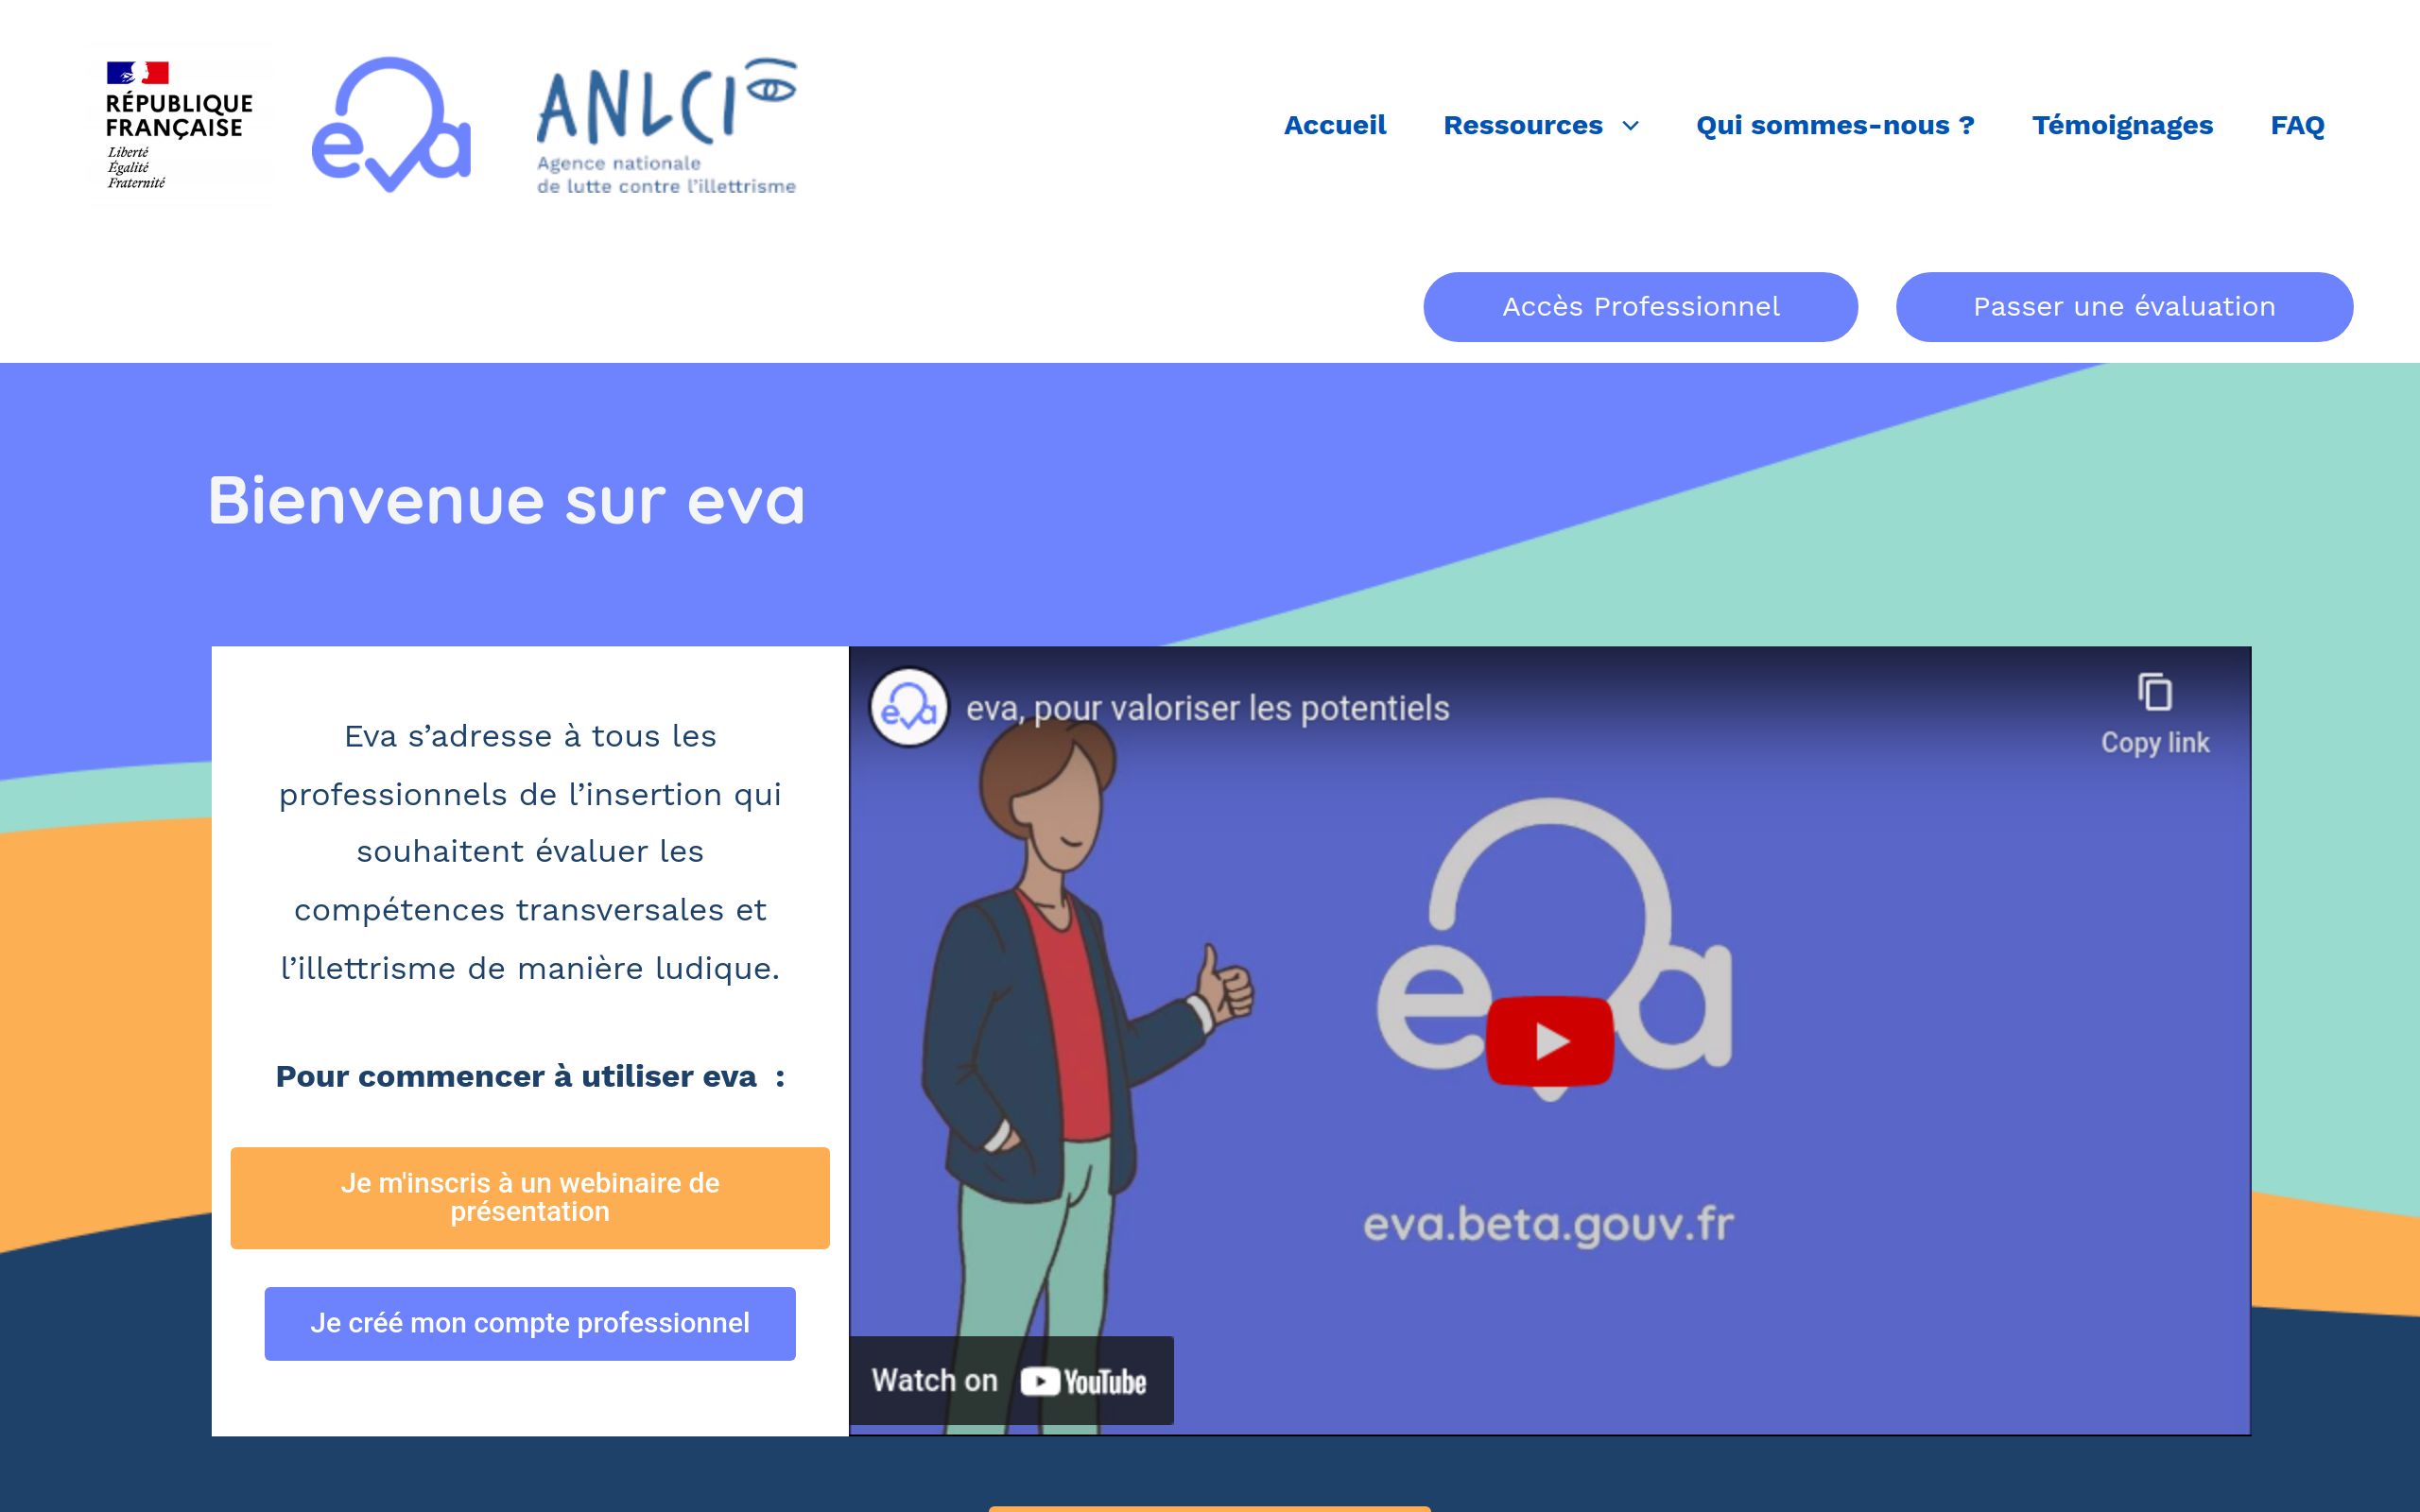 RÉPUBLIQUE
FRANÇAISE
Liberté
Égalité
Fraternité
eva
ANLCI
Agence nationale
de lutte contre l’illettrisme
Accueil
Ressources
Qui sommes-nous ?
Témoignages
FAQ
Accès Professionnel
Passer une évaluation
Bienvenue sur eva
Eva s’adresse à tous les
professionnels de l’insertion qui
souhaitent évaluer les
compétences transversales et
l’illettrisme de manière ludique.
Pour commencer à utiliser eva :
Je m'inscris à un webinaire de
présentation
Je créé mon compte professionnel
eva
eva, pour valoriser les potentiels
Copy link
eva
eva.beta.gouv.fr
Watch on YouTube